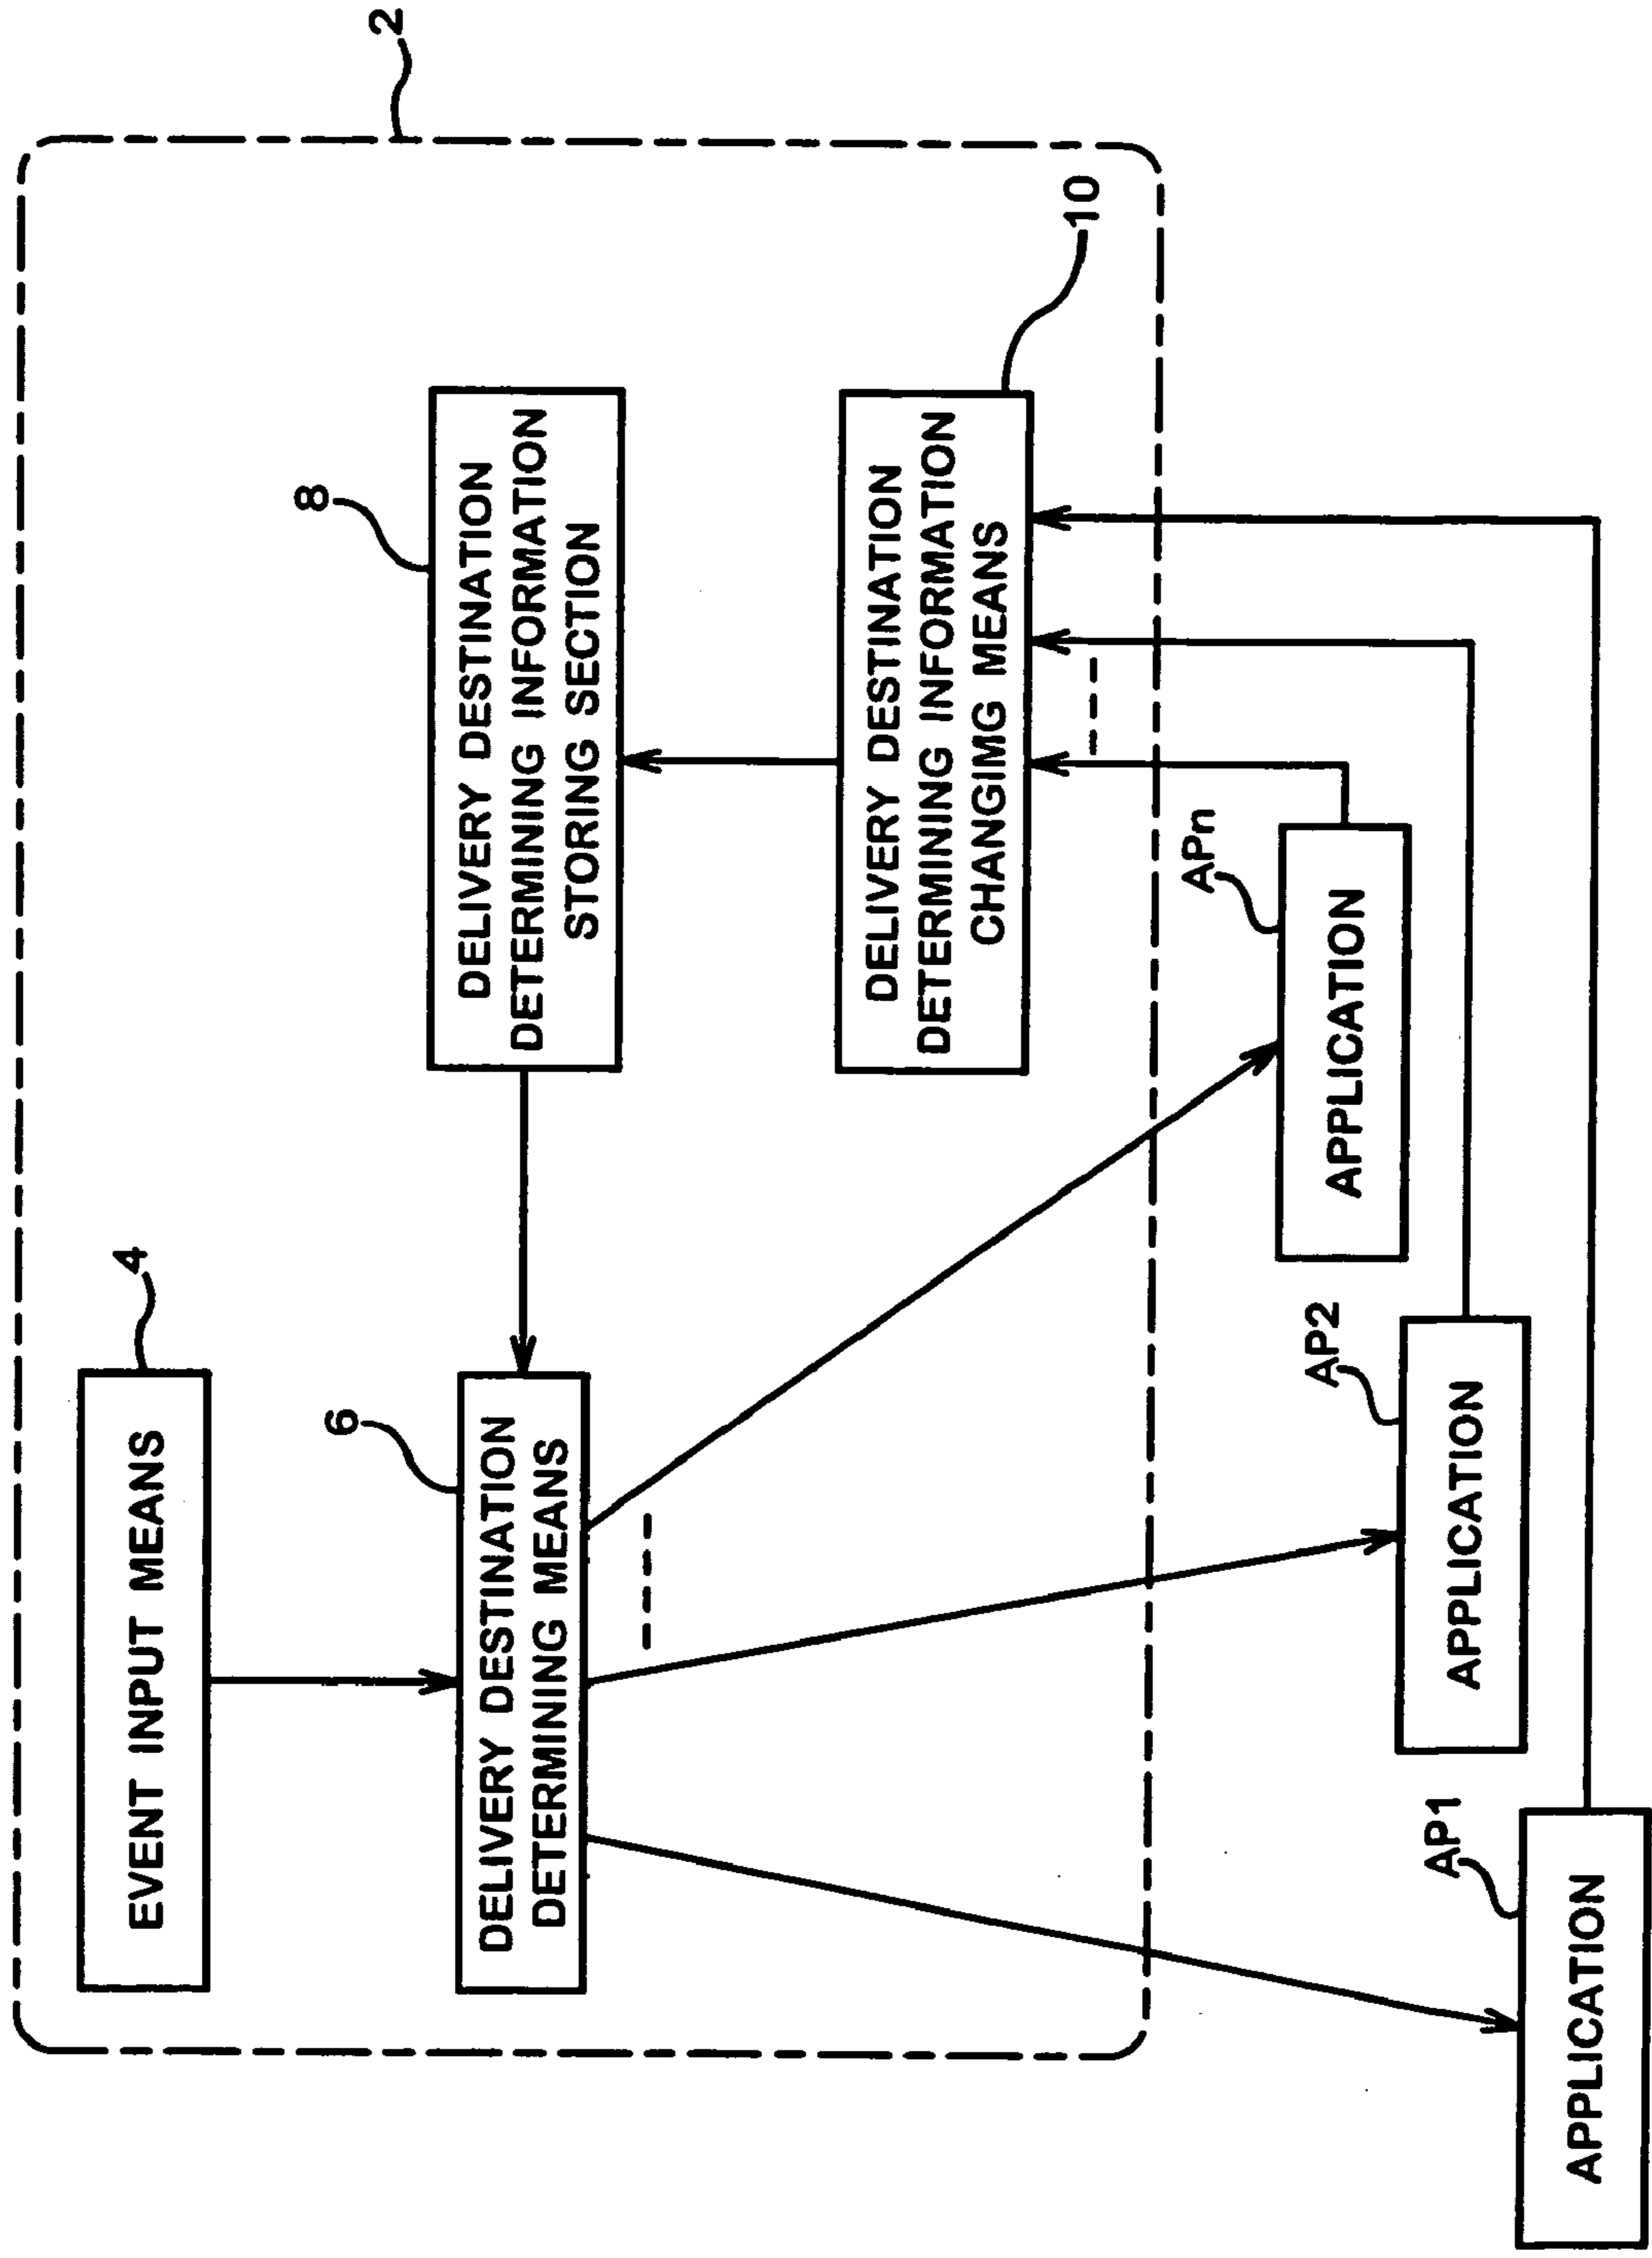 2
4
EVENT INPUT MEANS
6
DELIVERY DESTINATION
DETERMINING MEANS
8
DELIVERY DESTINATION
DETERMINING INFORMATION
STORING SECTION
10
DELIVERY DESTINATION
DETERMINING INFORMATION
CHANGIMG MEANS
AP1
APPLICATION
AP2
APPLICATION
APn
APPLICATION